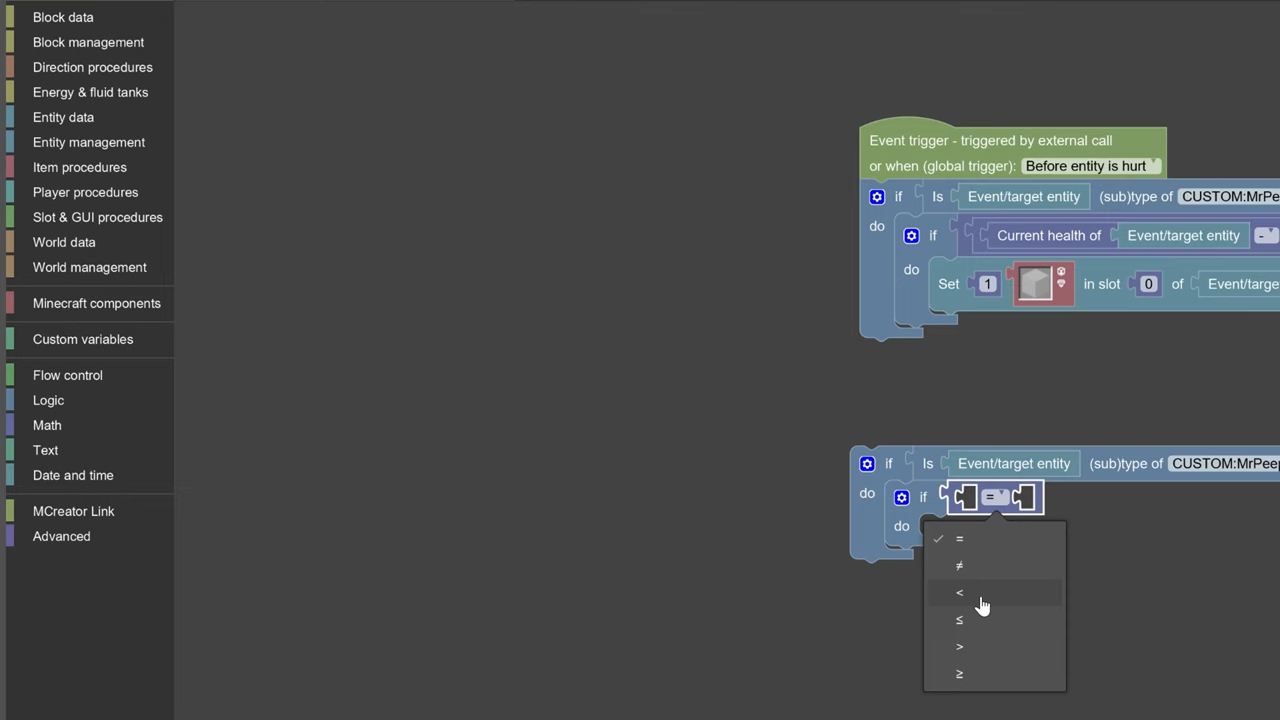 Block data
Block management
Direction procedures
Energy & fluid tanks
Entity data
Entity management
Item procedures
Player procedures
Slot & GUI procedures
World data
World management
Minecraft components
Custom variables
Flow control
Logic
Math
Text
Date and time
MCreator Link
Advanced
Event trigger - triggered by external call
or when (global trigger): Before entity is hurt
if Is Event/target entity (sub)type of CUSTOM:MrPe
do if Current health of Event/target entity -
do Set 1 in slot 0 of Event/targe
if Is Event/target entity (sub)type of CUSTOM:MrPeep
do if =
do
=
≠
<
≤
>
≥